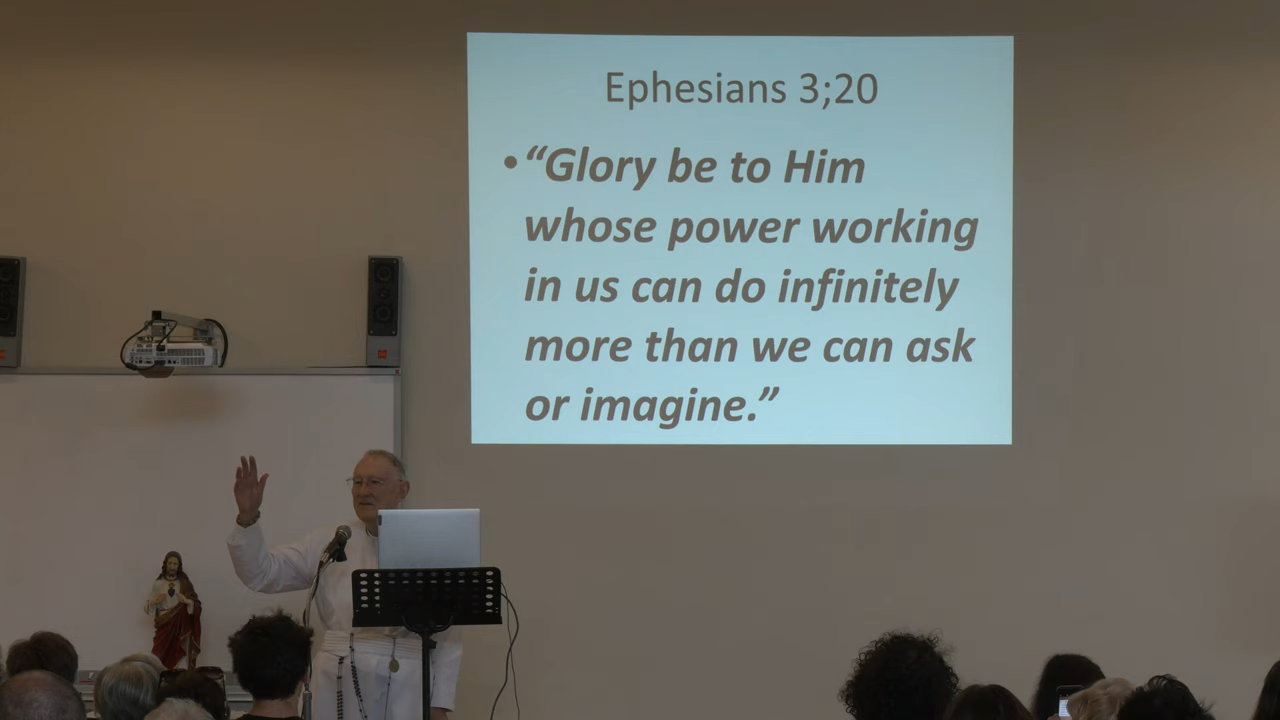 Ephesians 3;20
• “Glory be to Him
whose power working
in us can do infinitely
more than we can ask
or imagine.”